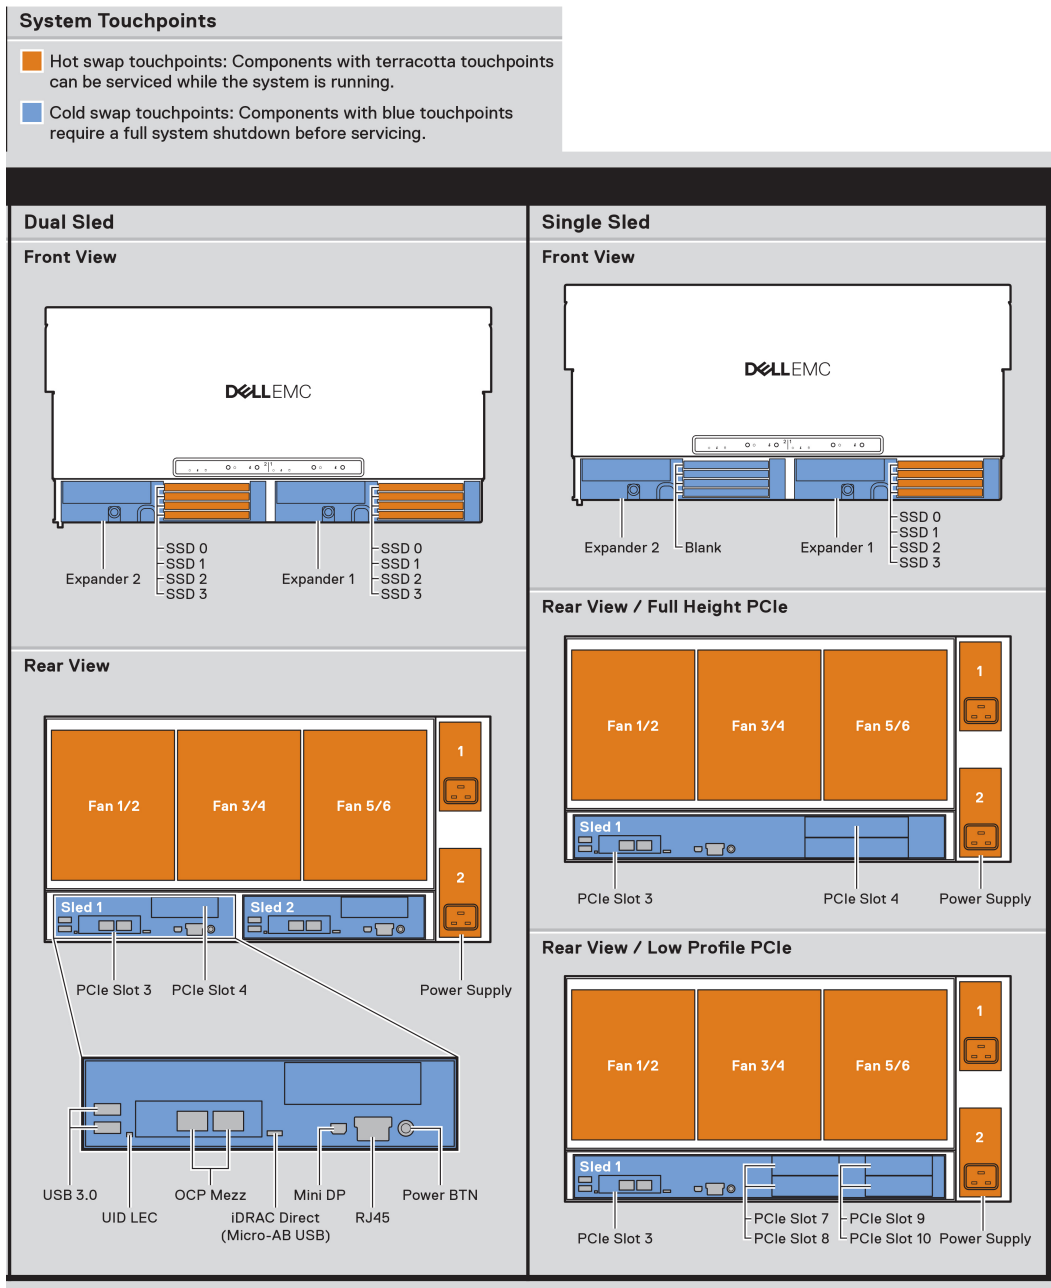 System Touchpoints
Hot swap touchpoints: Components with terracotta touchpoints
can be serviced while the system is running.
Cold swap touchpoints: Components with blue touchpoints
require a full system shutdown before servicing.
Dual Sled
Front View
DELLEMC
2 1
SSD 0
SSD 1
SSD 2
SSD 3
SSD 0
SSD 1
SSD 2
SSD 3
Expander 2
Expander 1
Rear View
Fan 1/2
Fan 3/4
Fan 5/6
1
2
Sled 1
Sled 2
PCIe Slot 3
PCIe Slot 4
Power Supply
USB 3.0
UID LEC
OCP Mezz
iDRAC Direct
(Micro-AB USB)
Mini DP
RJ45
Power BTN
Single Sled
Front View
DELLEMC
2 1
Expander 2
Blank
Expander 1
SSD 0
SSD 1
SSD 2
SSD 3
Rear View / Full Height PCIe
Fan 1/2
Fan 3/4
Fan 5/6
1
2
Sled 1
PCIe Slot 3
PCIe Slot 4
Power Supply
Rear View / Low Profile PCIe
Fan 1/2
Fan 3/4
Fan 5/6
1
2
Sled 1
PCIe Slot 3
PCIe Slot 7
PCIe Slot 8
PCIe Slot 9
PCIe Slot 10
Power Supply